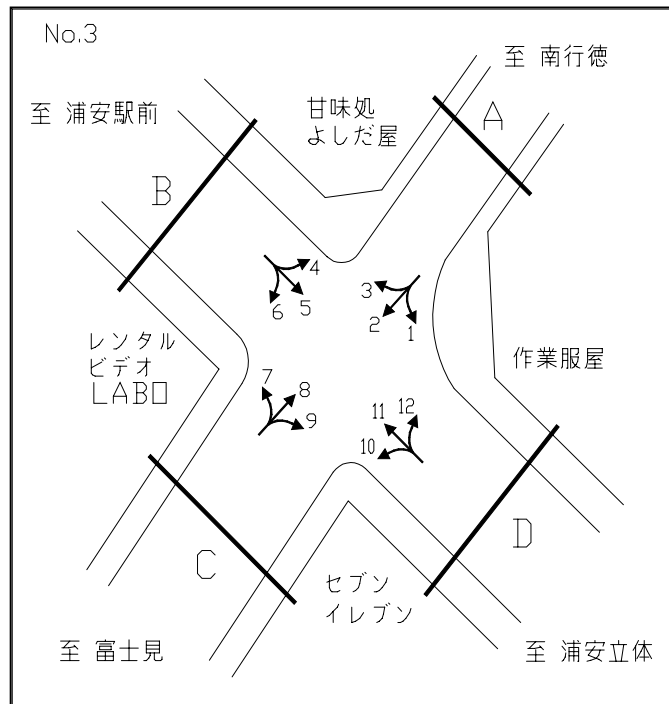 No.3
至 南行徳
甘味処
よしだ屋
至 浦安駅前
A
B
4
5
6
3
2
1
レンタル
ビデオ
LABO
作業服屋
7
8
9
11
12
10
C
D
セブン
イレブン
至 富士見
至 浦安立体